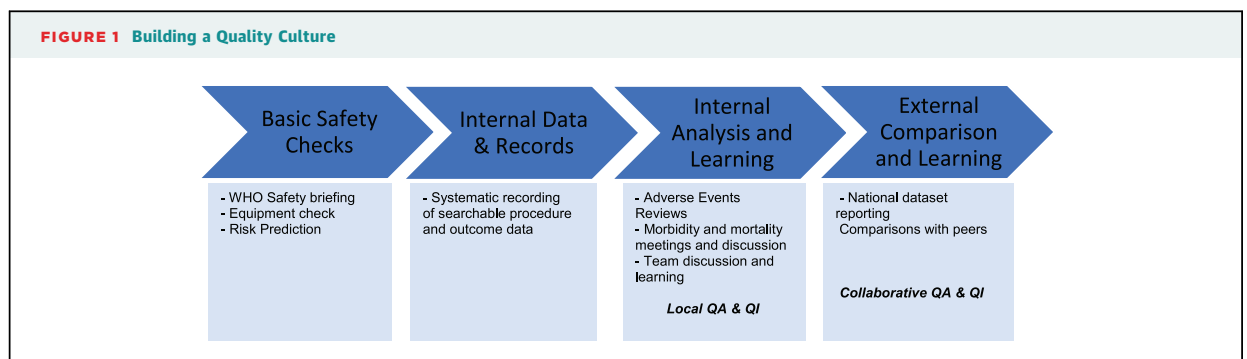 FIGURE 1 Building a Quality Culture
Basic Safety
Checks
- WHO Safety briefing
- Equipment check
- Risk Prediction
Internal Data
& Records
- Systematic recording
of searchable procedure
and outcome data
Internal
Analysis and
Learning
- Adverse Events
Reviews
- Morbidity and mortality
meetings and discussion
- Team discussion and
learning
Local QA & QI
External
Comparison
and Learning
- National dataset
reporting
Comparisons with peers
Collaborative QA & QI